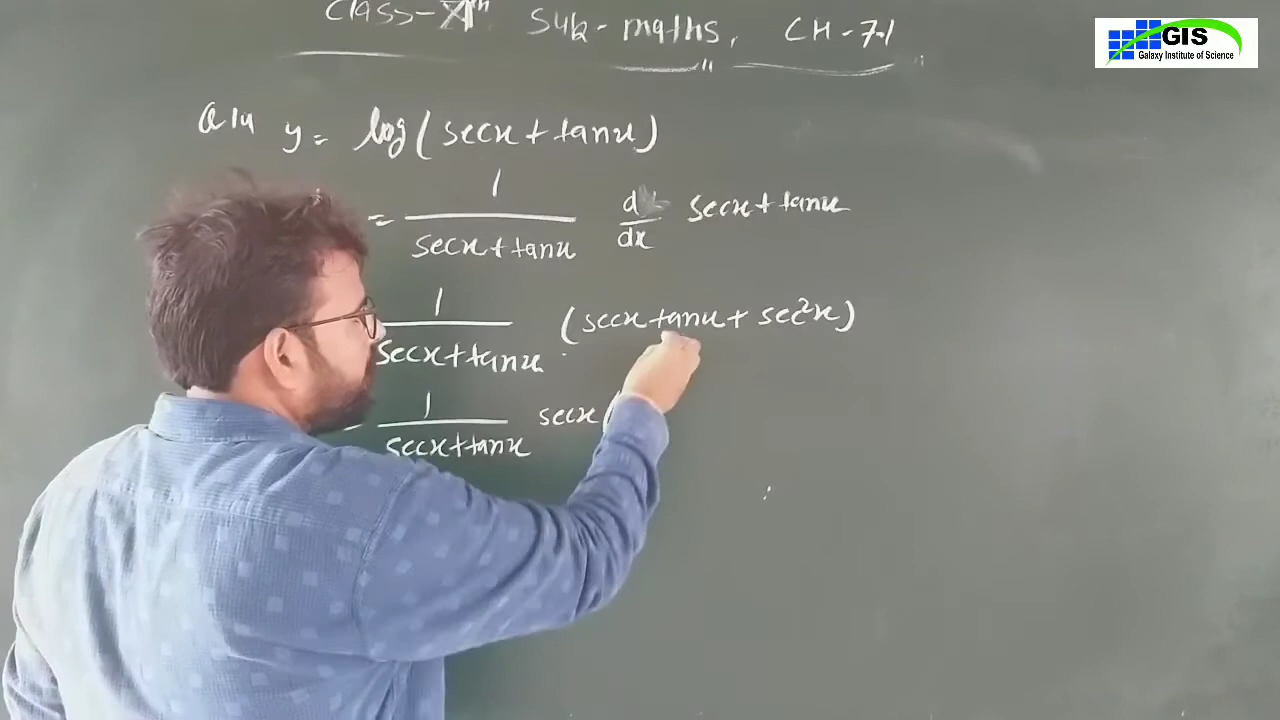 Class - XIth Sub - maths, CH - 7.1
GIS
Galaxy Institute of Science
Q14 y = log(secx + tanx)
= 1/(secx + tanx) d/dx secx + tanx
1/(secx + tanx) (secx tanx + sec²x)
= 1/(secx + tanx) secx (